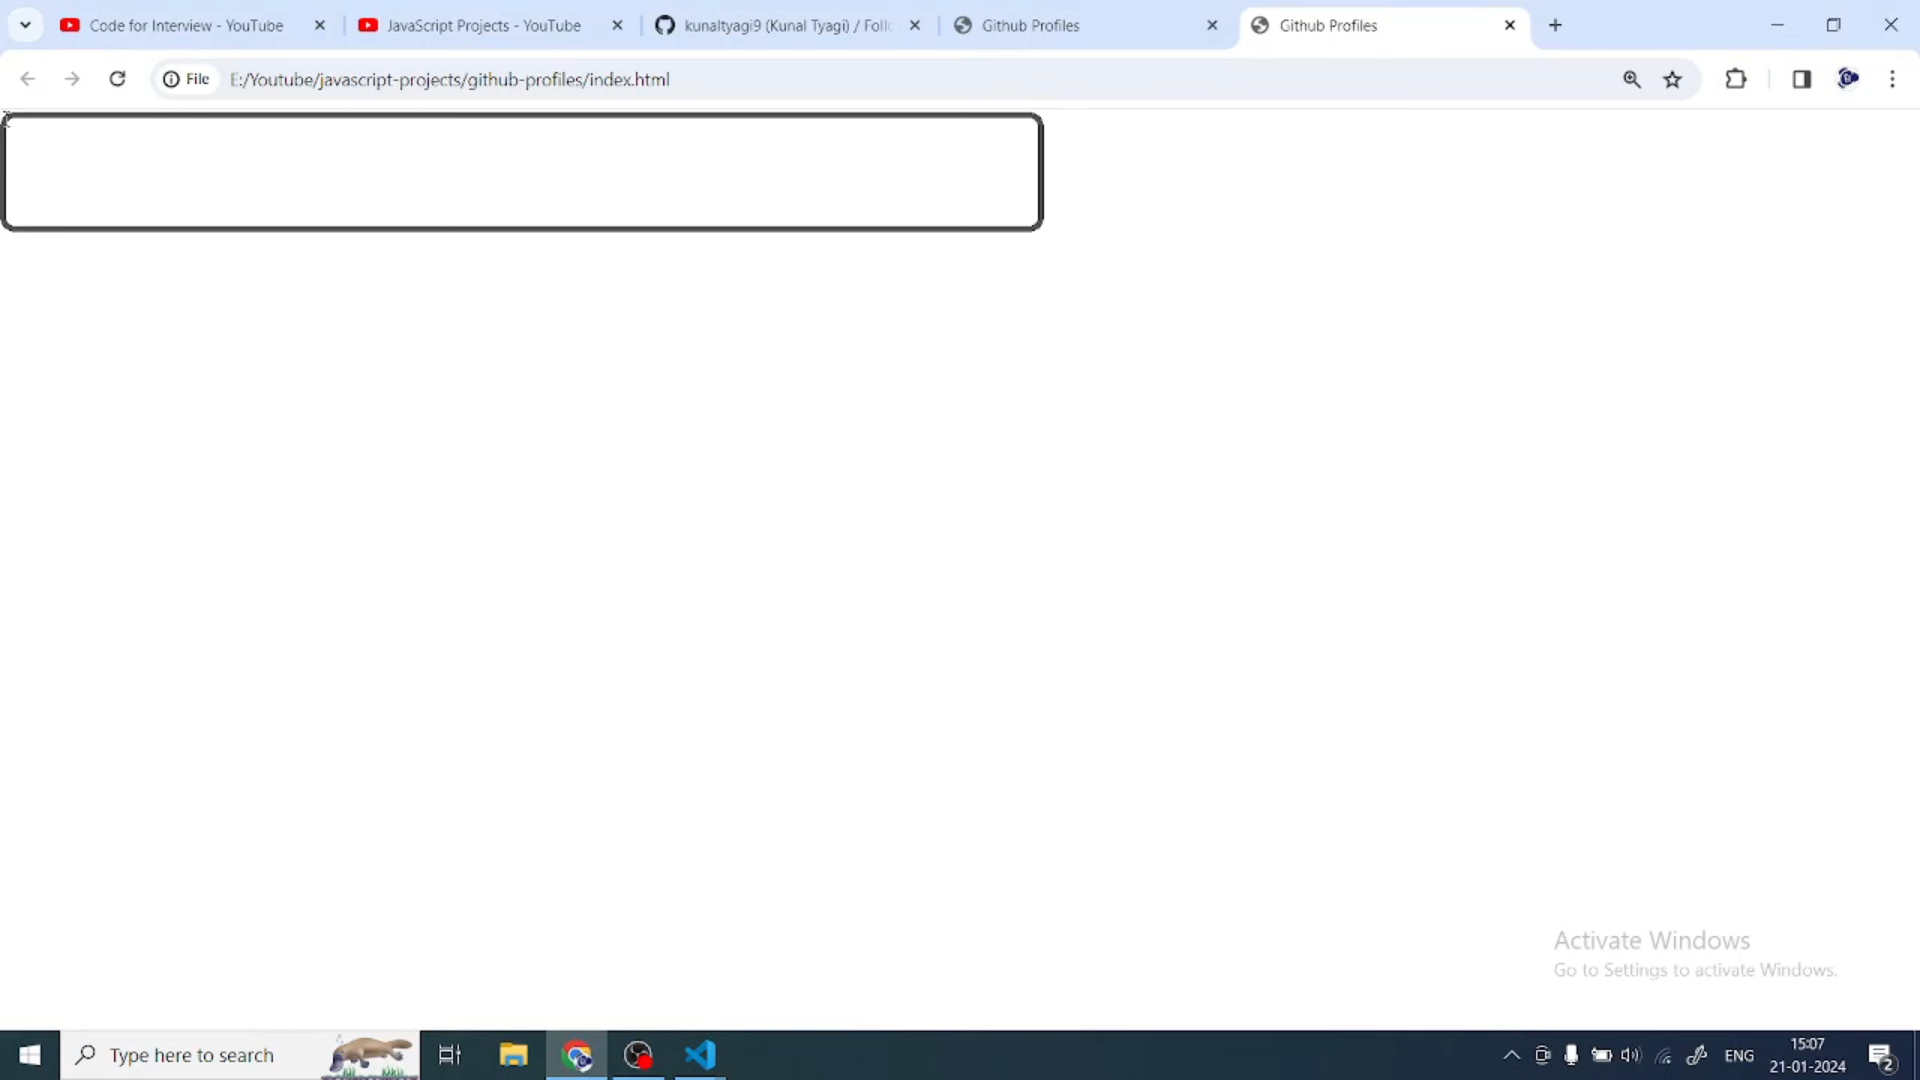 Code for Interview - YouTube
JavaScript Projects - YouTube
kunaltyagi9 (Kunal Tyagi) / Foll
Github Profiles
Github Profiles
File
E:/Youtube/javascript-projects/github-profiles/index.html
Activate Windows
Go to Settings to activate Windows.
Type here to search
ENG
15:07
21-01-2024
2